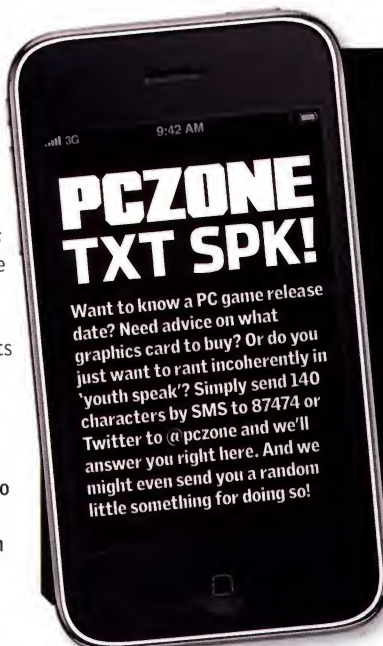 3G
9:42 AM
PCZONE
TXT SPK!
Want to know a PC game release
date? Need advice on what
graphics card to buy? Or do you
just want to rant incoherently in
'youth speak'? Simply send 140
characters by SMS to 87474 or
Twitter to @pczone and we'll
answer you right here. And we
might even send you a random
little something for doing so!